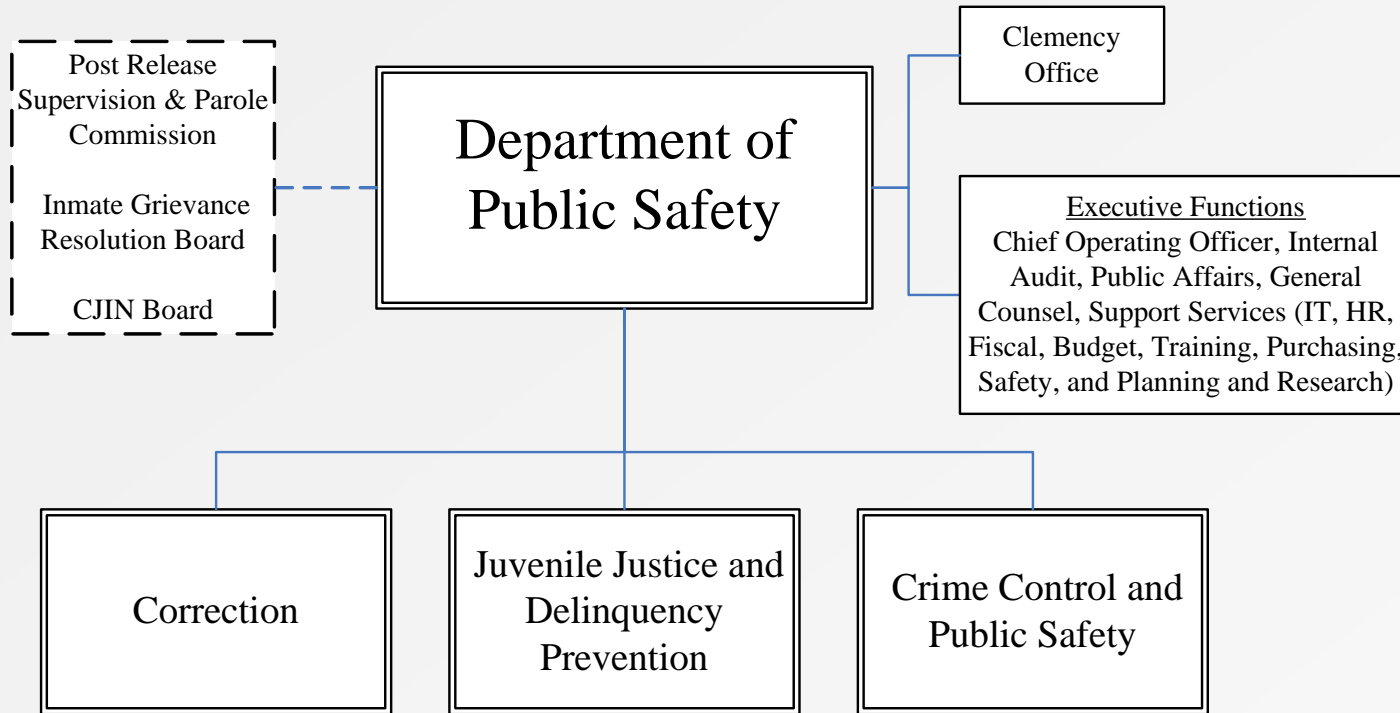 Post Release
Supervision & Parole
Commission
Inmate Grievance
Resolution Board
CJIN Board
Department of
Public Safety
Clemency
Office
Executive Functions
Chief Operating Officer, Internal
Audit, Public Affairs, General
Counsel, Support Services (IT, HR,
Fiscal, Budget, Training, Purchasing,
Safety, and Planning and Research)
Correction
Juvenile Justice and
Delinquency
Prevention
Crime Control and
Public Safety